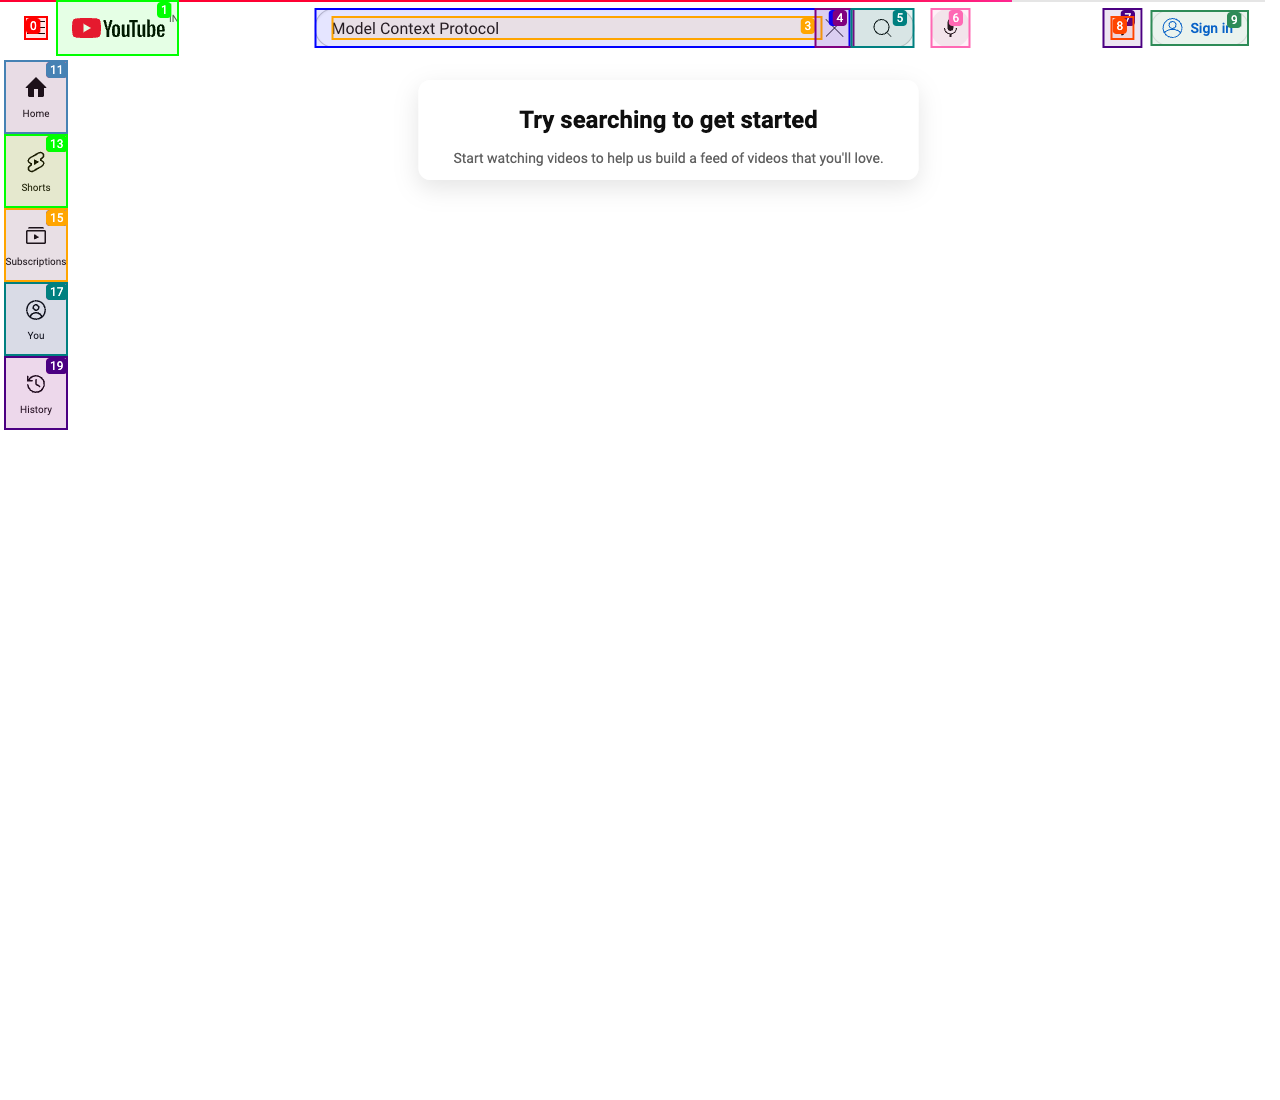 0
1
YouTube
IN
Model Context Protocol
3
4
5
6
7
8
9
Sign in
11
Home
13
Shorts
15
Subscriptions
17
You
19
History
Try searching to get started
Start watching videos to help us build a feed of videos that you'll love.